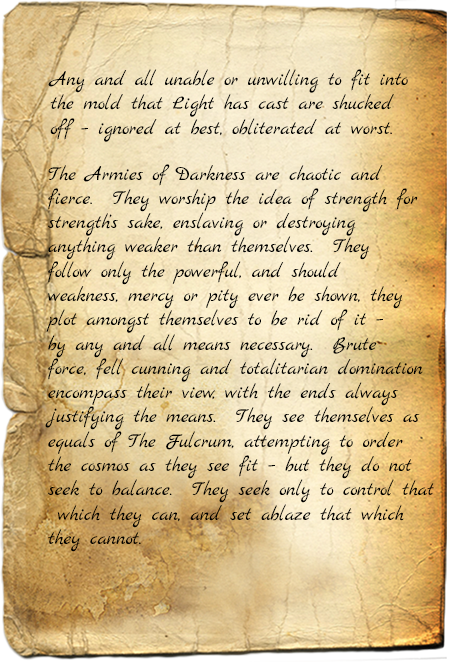 Any and all unable or unwilling to fit into
the mold that Light has cast are shucked
off - ignored at best, obliterated at worst.

The Armies of Darkness are chaotic and
fierce. They worship the idea of strength for
strength's sake, enslaving or destroying
anything weaker than themselves. They
follow only the powerful, and should
weakness, mercy or pity ever be shown, they
plot amongst themselves to be rid of it -
by any and all means necessary. Brute
force, fell cunning and totalitarian domination
encompass their view, with the ends always
justifying the means. They see themselves as
equals of The Fulcrum, attempting to order
the cosmos as they see fit - but they do not
seek to balance. They seek only to control that
which they can, and set ablaze that which
they cannot.